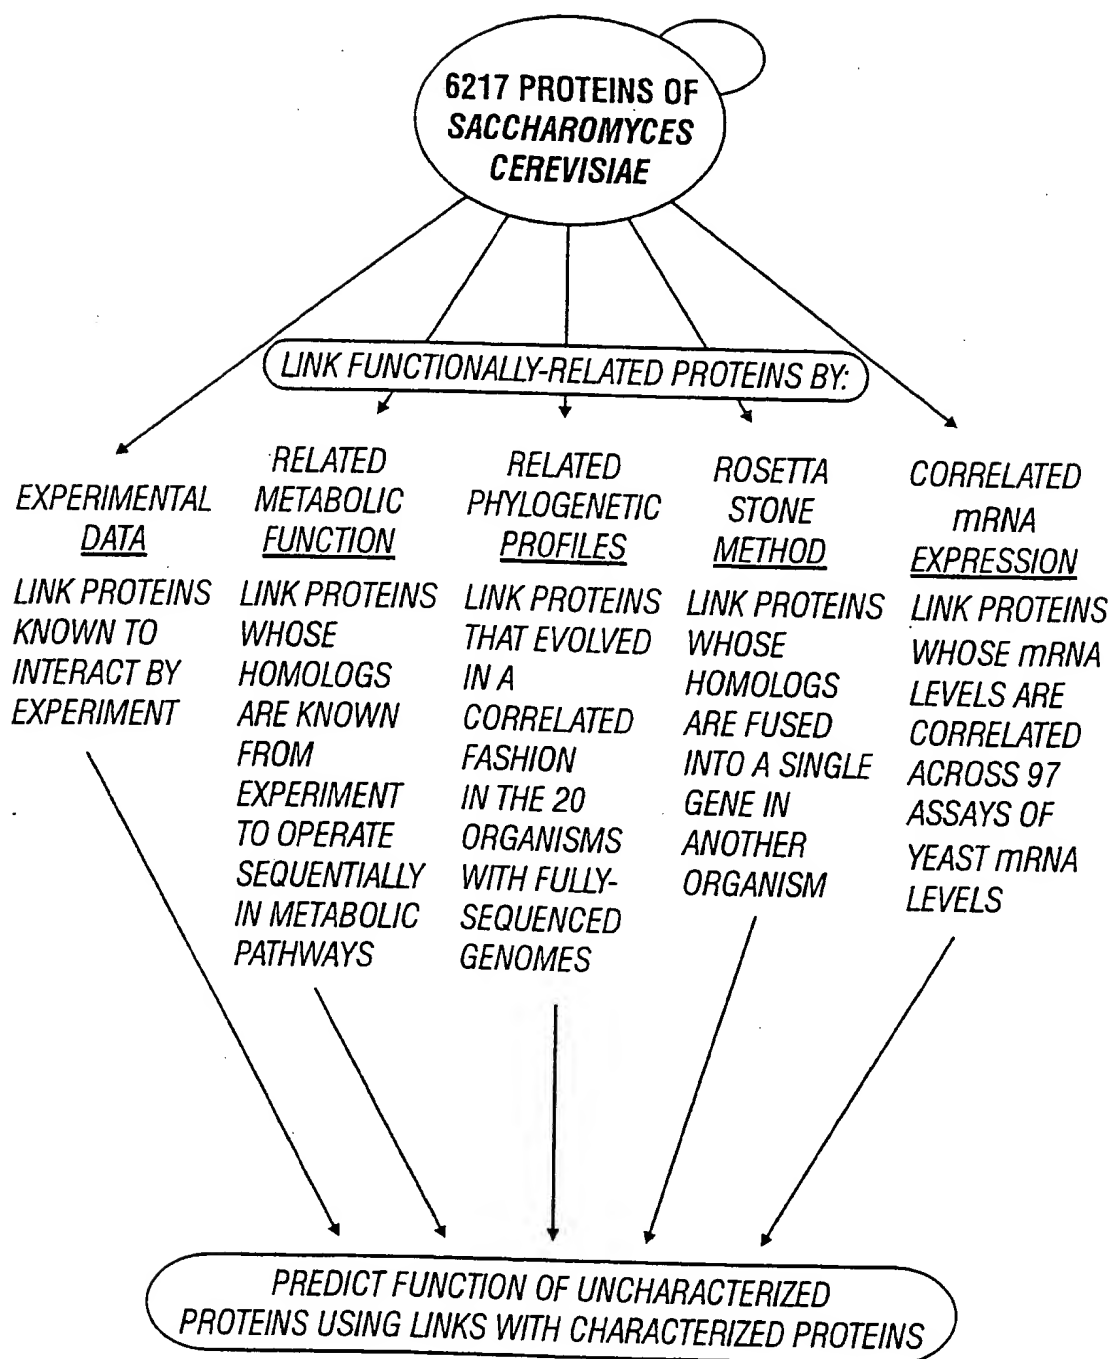 6217 PROTEINS OF
SACCHAROMYCES
CEREVISIAE
LINK FUNCTIONALLY-RELATED PROTEINS BY:
EXPERIMENTAL
DATA
LINK PROTEINS
KNOWN TO
INTERACT BY
EXPERIMENT
RELATED
METABOLIC
FUNCTION
LINK PROTEINS
WHOSE
HOMOLOGS
ARE KNOWN
FROM
EXPERIMENT
TO OPERATE
SEQUENTIALLY
IN METABOLIC
PATHWAYS
RELATED
PHYLOGENETIC
PROFILES
LINK PROTEINS
THAT EVOLVED
IN A
CORRELATED
FASHION
IN THE 20
ORGANISMS
WITH FULLY-
SEQUENCED
GENOMES
ROSETTA
STONE
METHOD
LINK PROTEINS
WHOSE
HOMOLOGS
ARE FUSED
INTO A SINGLE
GENE IN
ANOTHER
ORGANISM
CORRELATED
mRNA
EXPRESSION
LINK PROTEINS
WHOSE mRNA
LEVELS ARE
CORRELATED
ACROSS 97
ASSAYS OF
YEAST mRNA
LEVELS
PREDICT FUNCTION OF UNCHARACTERIZED
PROTEINS USING LINKS WITH CHARACTERIZED PROTEINS